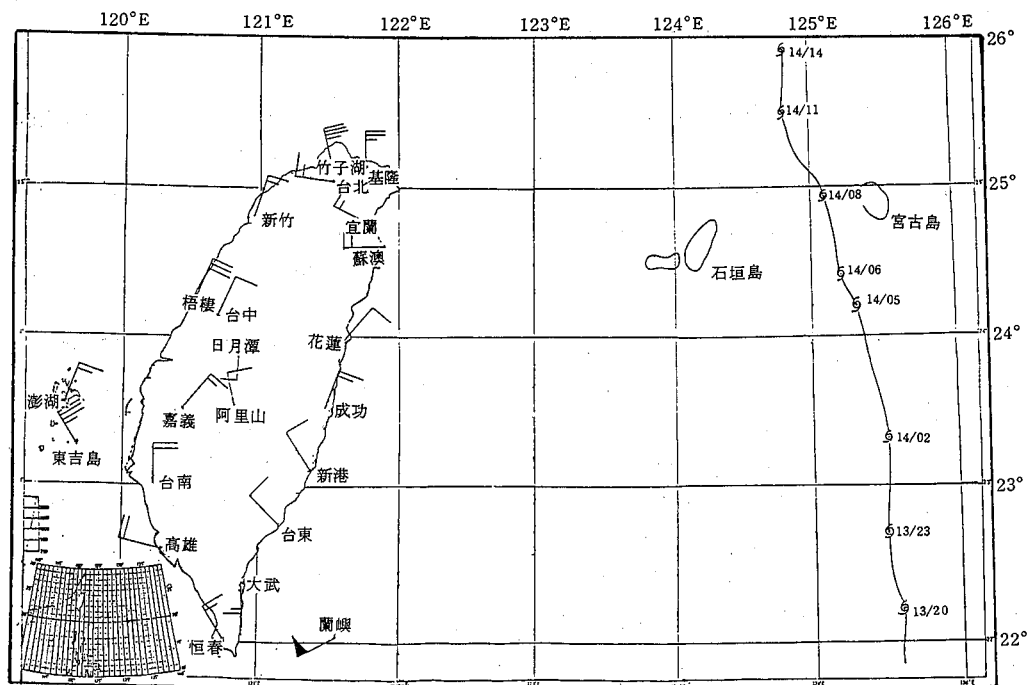 120°E 121°E 122°E 123°E 124°E 125°E 126°E
26°
14/14
14/11
竹子湖
基隆
台北
25°
14/08
宮古島
新竹
宜蘭
蘇澳
石垣島
14/06
梧棲
台中
14/05
花蓮
24°
日月潭
澎湖
嘉義
阿里山
成功
14/02
東吉島
台南
新港
23°
台東
高雄
13/23
大武
13/20
蘭嶼
恒春
22°